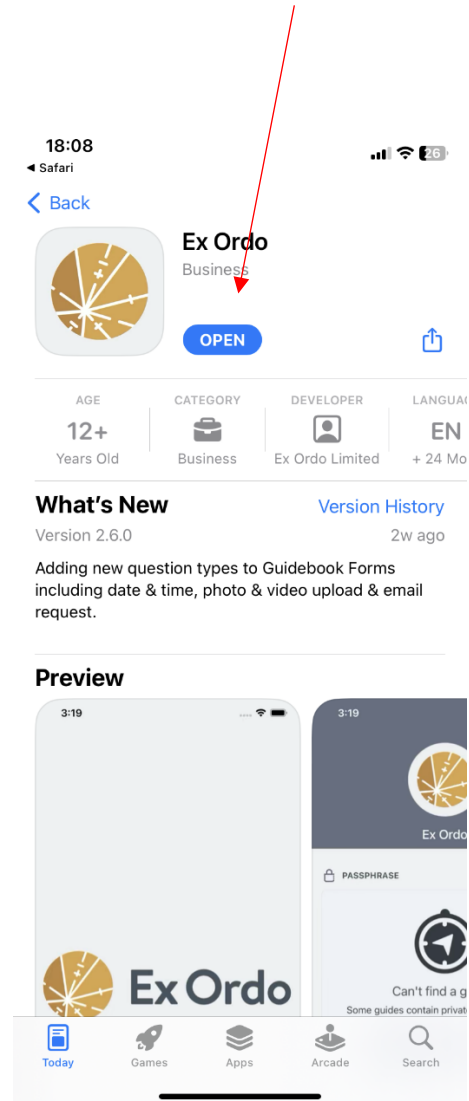 18:08
26
Safari
Back
Ex Ordo
Business
OPEN
AGE
CATEGORY
DEVELOPER
LANGUAG
12+
EN
Years Old
Business
Ex Ordo Limited
+ 24 Mo
What's New
Version History
Version 2.6.0
2w ago
Adding new question types to Guidebook Forms
including date & time, photo & video upload & email
request.
Preview
3:19
3:19
Ex Ordo
PASSPHRASE
Ex Ordo
Can't find a g
Some guides contain privat
Today
Games
Apps
Arcade
Search